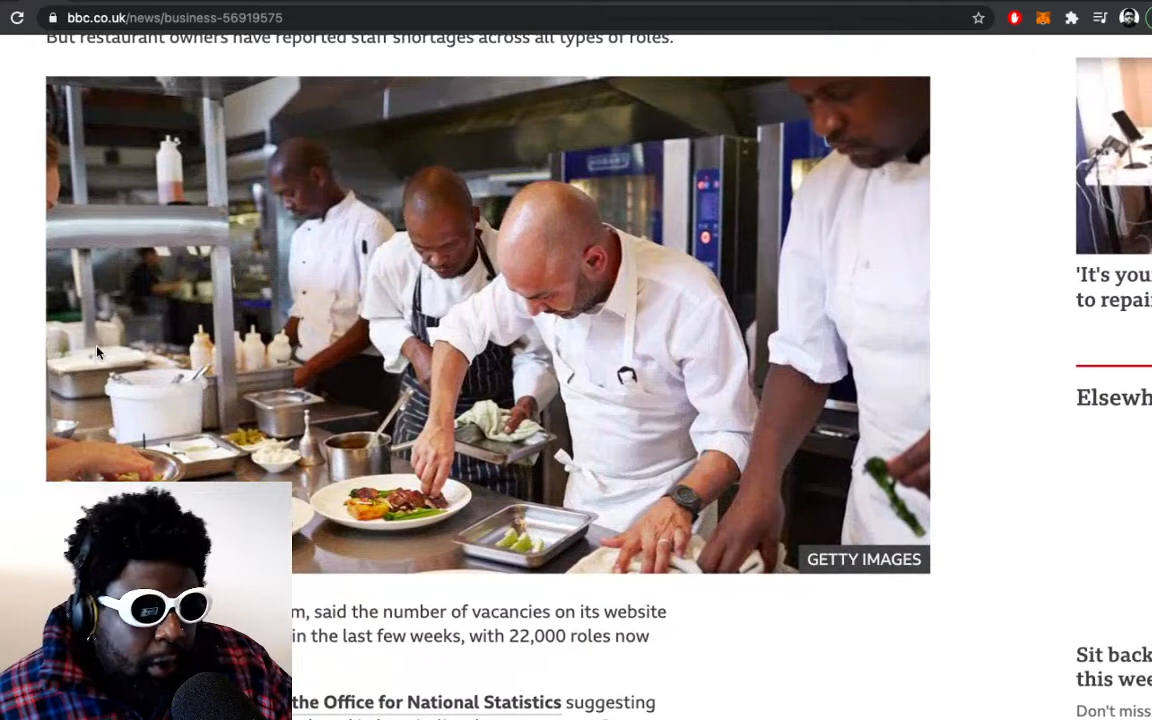 bbc.co.uk/news/business-56919575
But restaurant owners have reported staff shortages across all types of roles.
HOBART
GETTY IMAGES
m, said the number of vacancies on its website
in the last few weeks, with 22,000 roles now
the Office for National Statistics suggesting
'It's you
to repai
Elsewh
Sit back
this wee
Don't miss